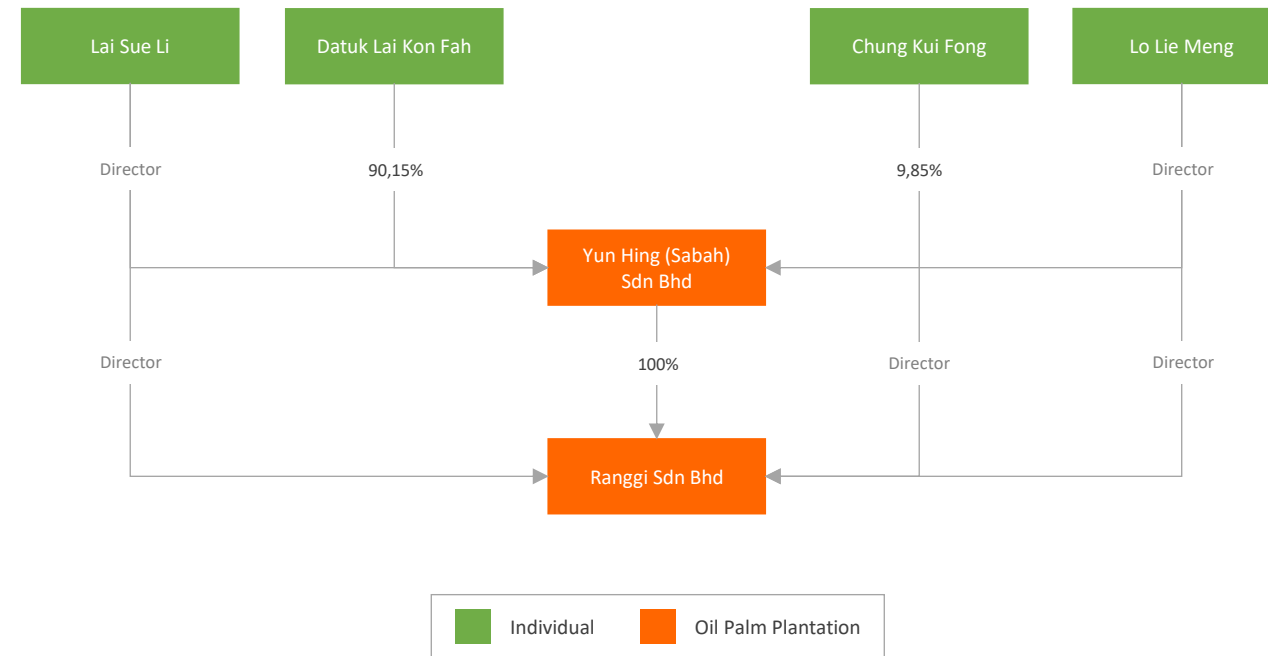 Lai Sue Li
Datuk Lai Kon Fah
Chung Kui Fong
Lo Lie Meng
Director
90,15%
9,85%
Director
Yun Hing (Sabah)
Sdn Bhd
Director
100%
Director
Director
Ranggi Sdn Bhd
Individual
Oil Palm Plantation